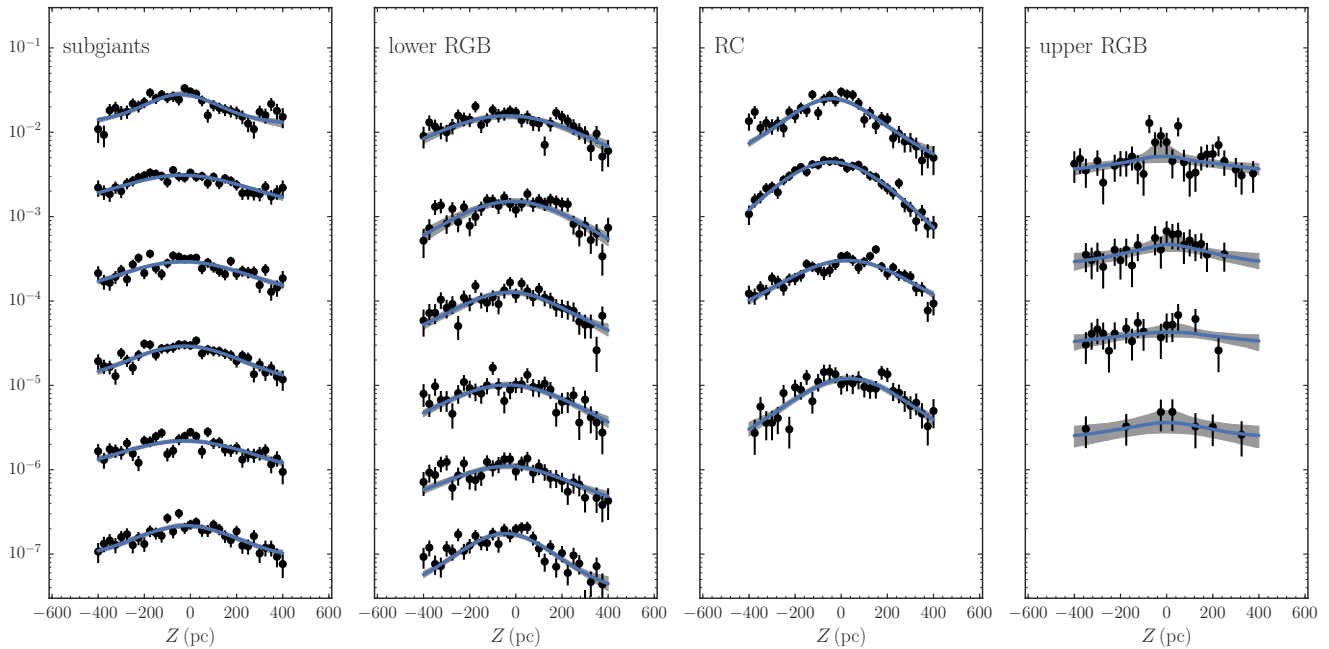 subgiants
lower RGB
RC
upper RGB
10⁻¹
10⁻²
10⁻³
10⁻⁴
10⁻⁵
10⁻⁶
10⁻⁷
−600 −400 −200 0 200 400 600
−600 −400 −200 0 200 400 600
−600 −400 −200 0 200 400 600
−600 −400 −200 0 200 400 600
Z (pc)
Z (pc)
Z (pc)
Z (pc)